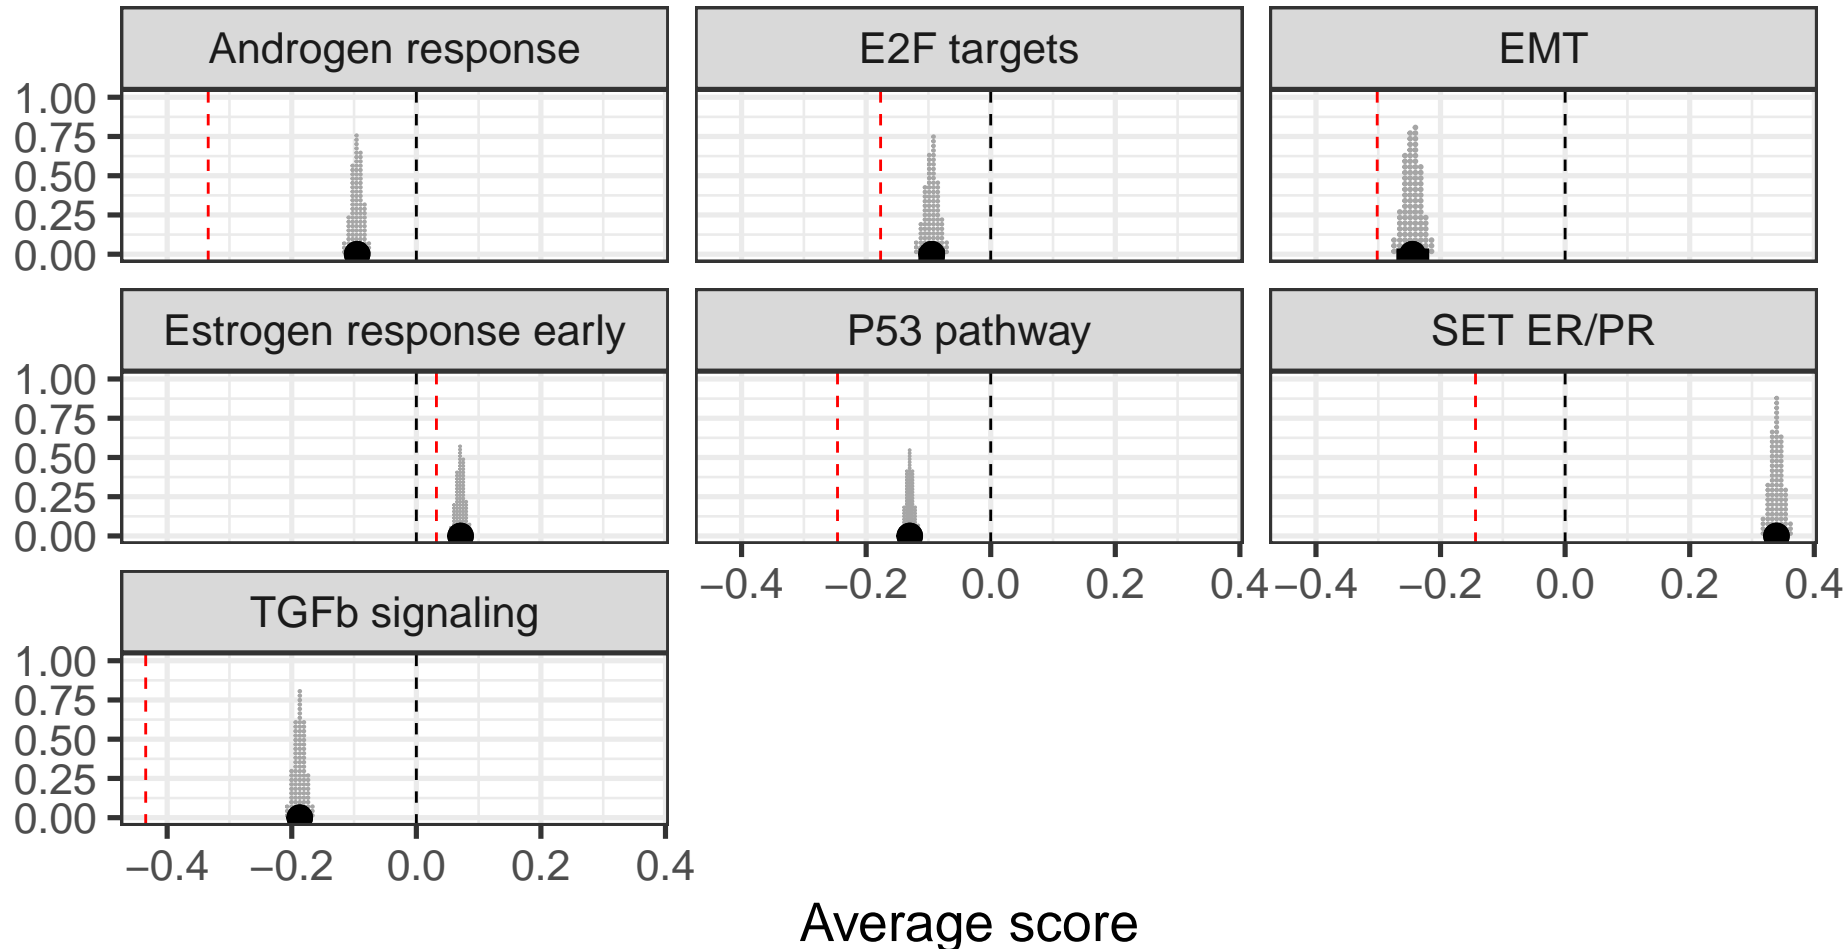 Androgen response
E2F targets
EMT
1.00
0.75
0.50
0.25
0.00
Estrogen response early
P53 pathway
SET ER/PR
1.00
0.75
0.50
0.25
0.00
−0.4 −0.2 0.0 0.2 0.4
−0.4 −0.2 0.0 0.2 0.4
TGFb signaling
1.00
0.75
0.50
0.25
0.00
−0.4 −0.2 0.0 0.2 0.4
Average score